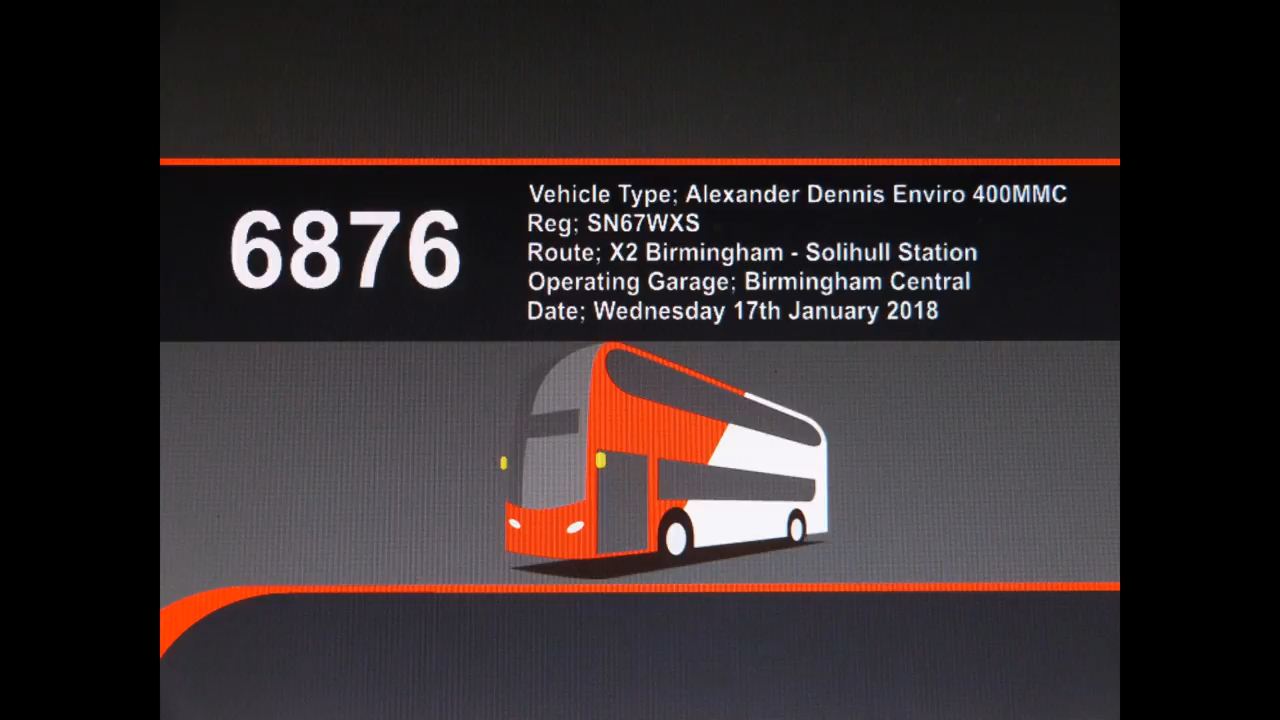 6876
Vehicle Type; Alexander Dennis Enviro 400MMC
Reg; SN67WXS
Route; X2 Birmingham - Solihull Station
Operating Garage; Birmingham Central
Date; Wednesday 17th January 2018